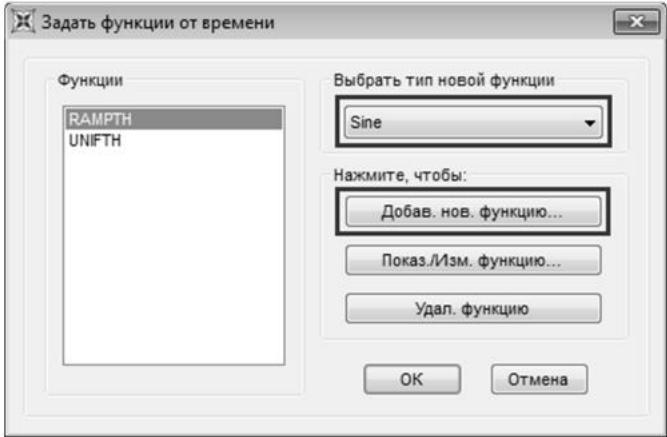 Задать функции от времени
Функции
RAMPTH
UNIFTH
Выбрать тип новой функции
Sine
Нажмите, чтобы:
Добав. нов. функцию...
Показ./Изм. функцию...
Удал. функцию
OK
Отмена